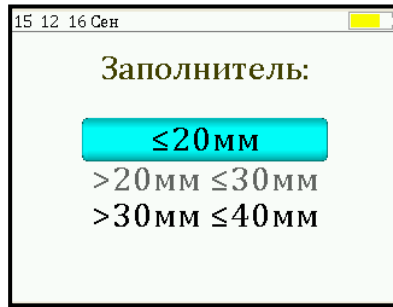 15 12 16 Сен
Заполнитель:
≤20мм
>20мм ≤30мм
>30мм ≤40мм